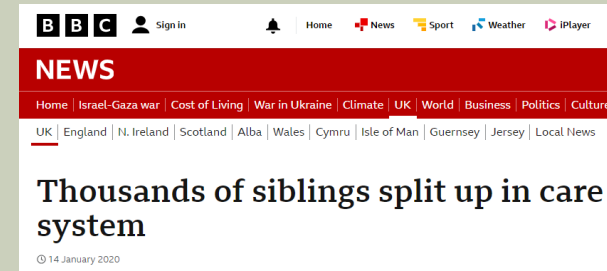 BBC Sign in Home News Sport Weather iPlayer
NEWS
Home Israel-Gaza war Cost of Living War in Ukraine Climate UK World Business Politics Culture
UK England N. Ireland Scotland Alba Wales Cymru Isle of Man Guernsey Jersey Local News
Thousands of siblings split up in care
system
14 January 2020